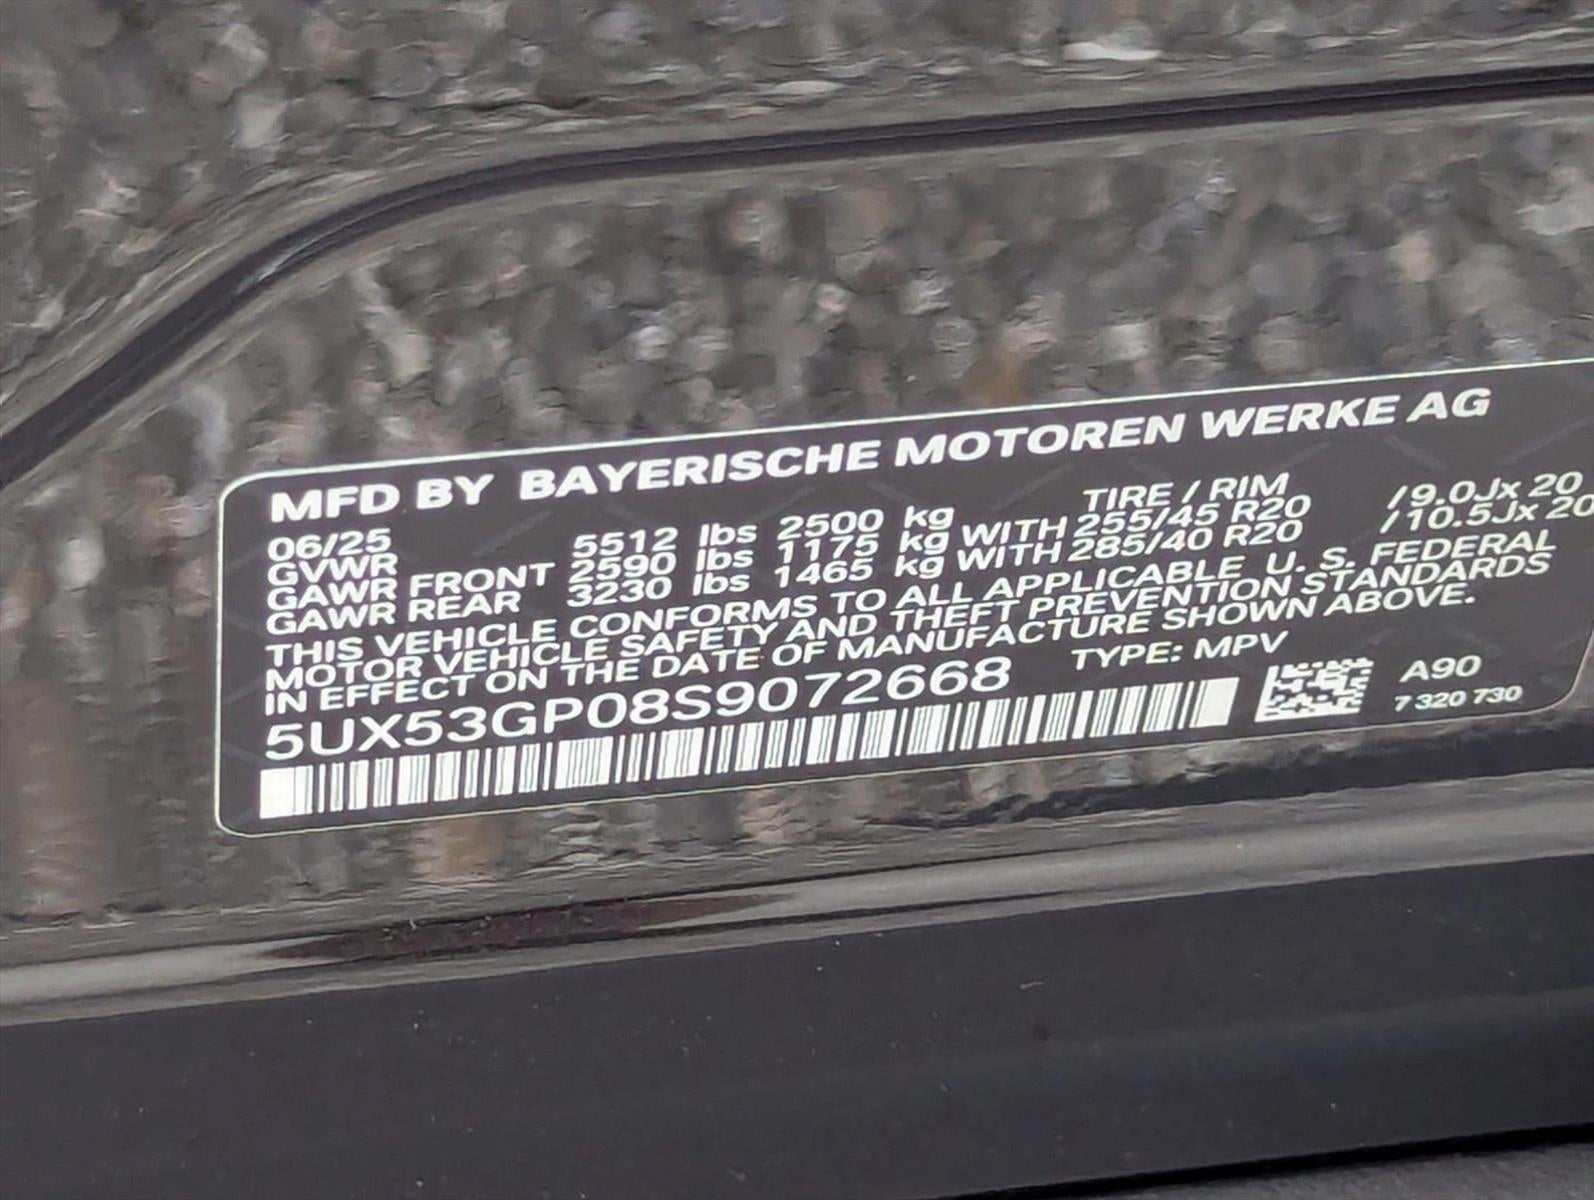 MFD BY BAYERISCHE MOTOREN WERKE AG
06/25 TIRE / RIM
GVWR 5512 lbs 2500 kg
GAWR FRONT 2590 lbs 1175 kg WITH 255/45 R20 /9.0Jx 20
GAWR REAR 3230 lbs 1465 kg WITH 285/40 R20 /10.5Jx 20
THIS VEHICLE CONFORMS TO ALL APPLICABLE U. S. FEDERAL
MOTOR VEHICLE SAFETY AND THEFT PREVENTION STANDARDS
IN EFFECT ON THE DATE OF MANUFACTURE SHOWN ABOVE.
5UX53GP08S9072668 TYPE: MPV
A90
7 320 730